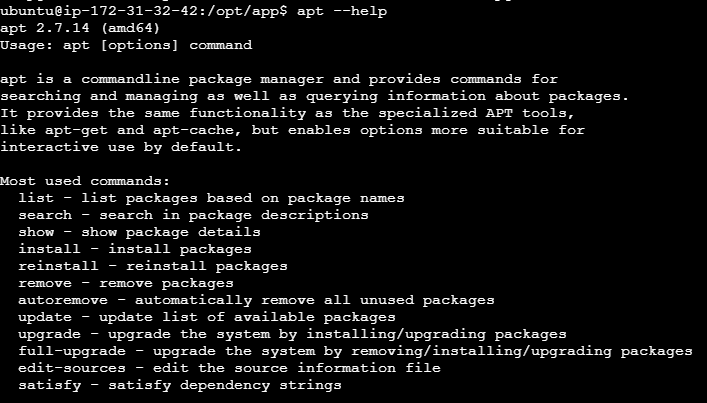 ubuntu@ip-172-31-32-42:/opt/app$ apt --help
apt 2.7.14 (amd64)
Usage: apt [options] command

apt is a commandline package manager and provides commands for
searching and managing as well as querying information about packages.
It provides the same functionality as the specialized APT tools,
like apt-get and apt-cache, but enables options more suitable for
interactive use by default.

Most used commands:
  list - list packages based on package names
  search - search in package descriptions
  show - show package details
  install - install packages
  reinstall - reinstall packages
  remove - remove packages
  autoremove - automatically remove all unused packages
  update - update list of available packages
  upgrade - upgrade the system by installing/upgrading packages
  full-upgrade - upgrade the system by removing/installing/upgrading packages
  edit-sources - edit the source information file
  satisfy - satisfy dependency strings